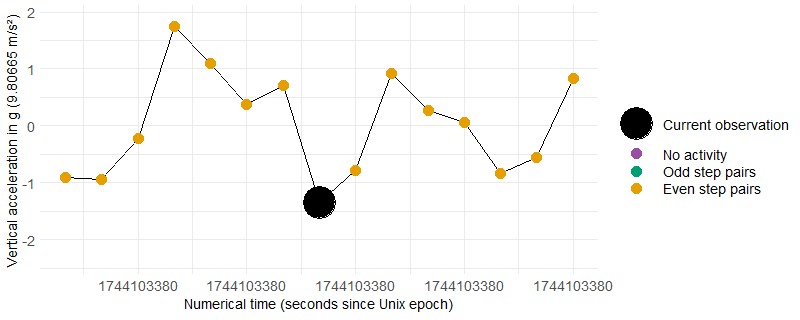 Vertical acceleration in g (9.80665 m/s²)
2
1
0
-1
-2
1744103380 1744103380 1744103380 1744103380 1744103380
Numerical time (seconds since Unix epoch)
Current observation
No activity
Odd step pairs
Even step pairs